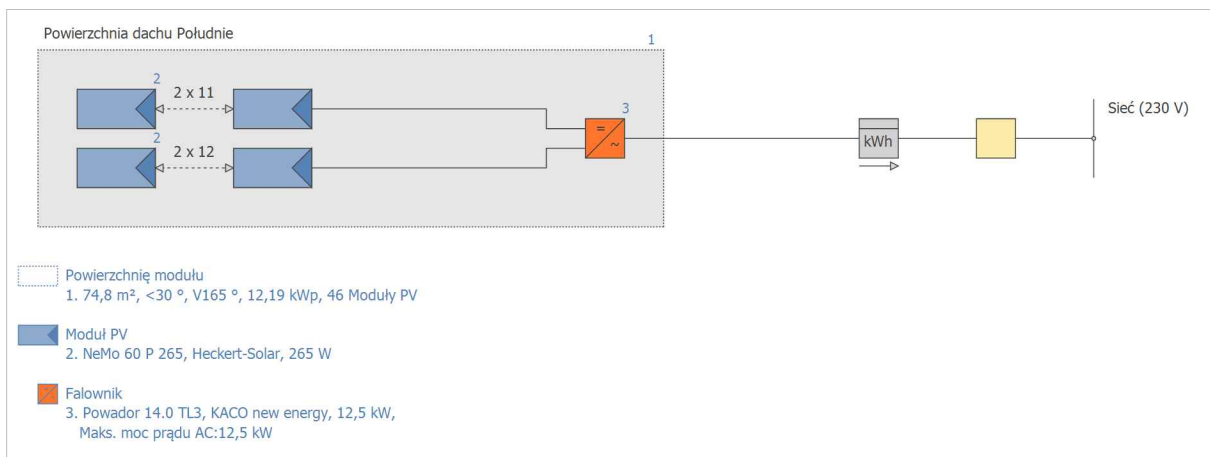 Powierzchnia dachu Południe
1
2
2 x 11
3
Sieć (230 V)
2
2 x 12
=
~
kWh
Powierzchnię modułu
1. 74,8 m², <30 °, V165 °, 12,19 kWp, 46 Moduły PV
Moduł PV
2. NeMo 60 P 265, Heckert-Solar, 265 W
Falownik
3. Powador 14.0 TL3, KACO new energy, 12,5 kW,
Maks. moc prądu AC:12,5 kW